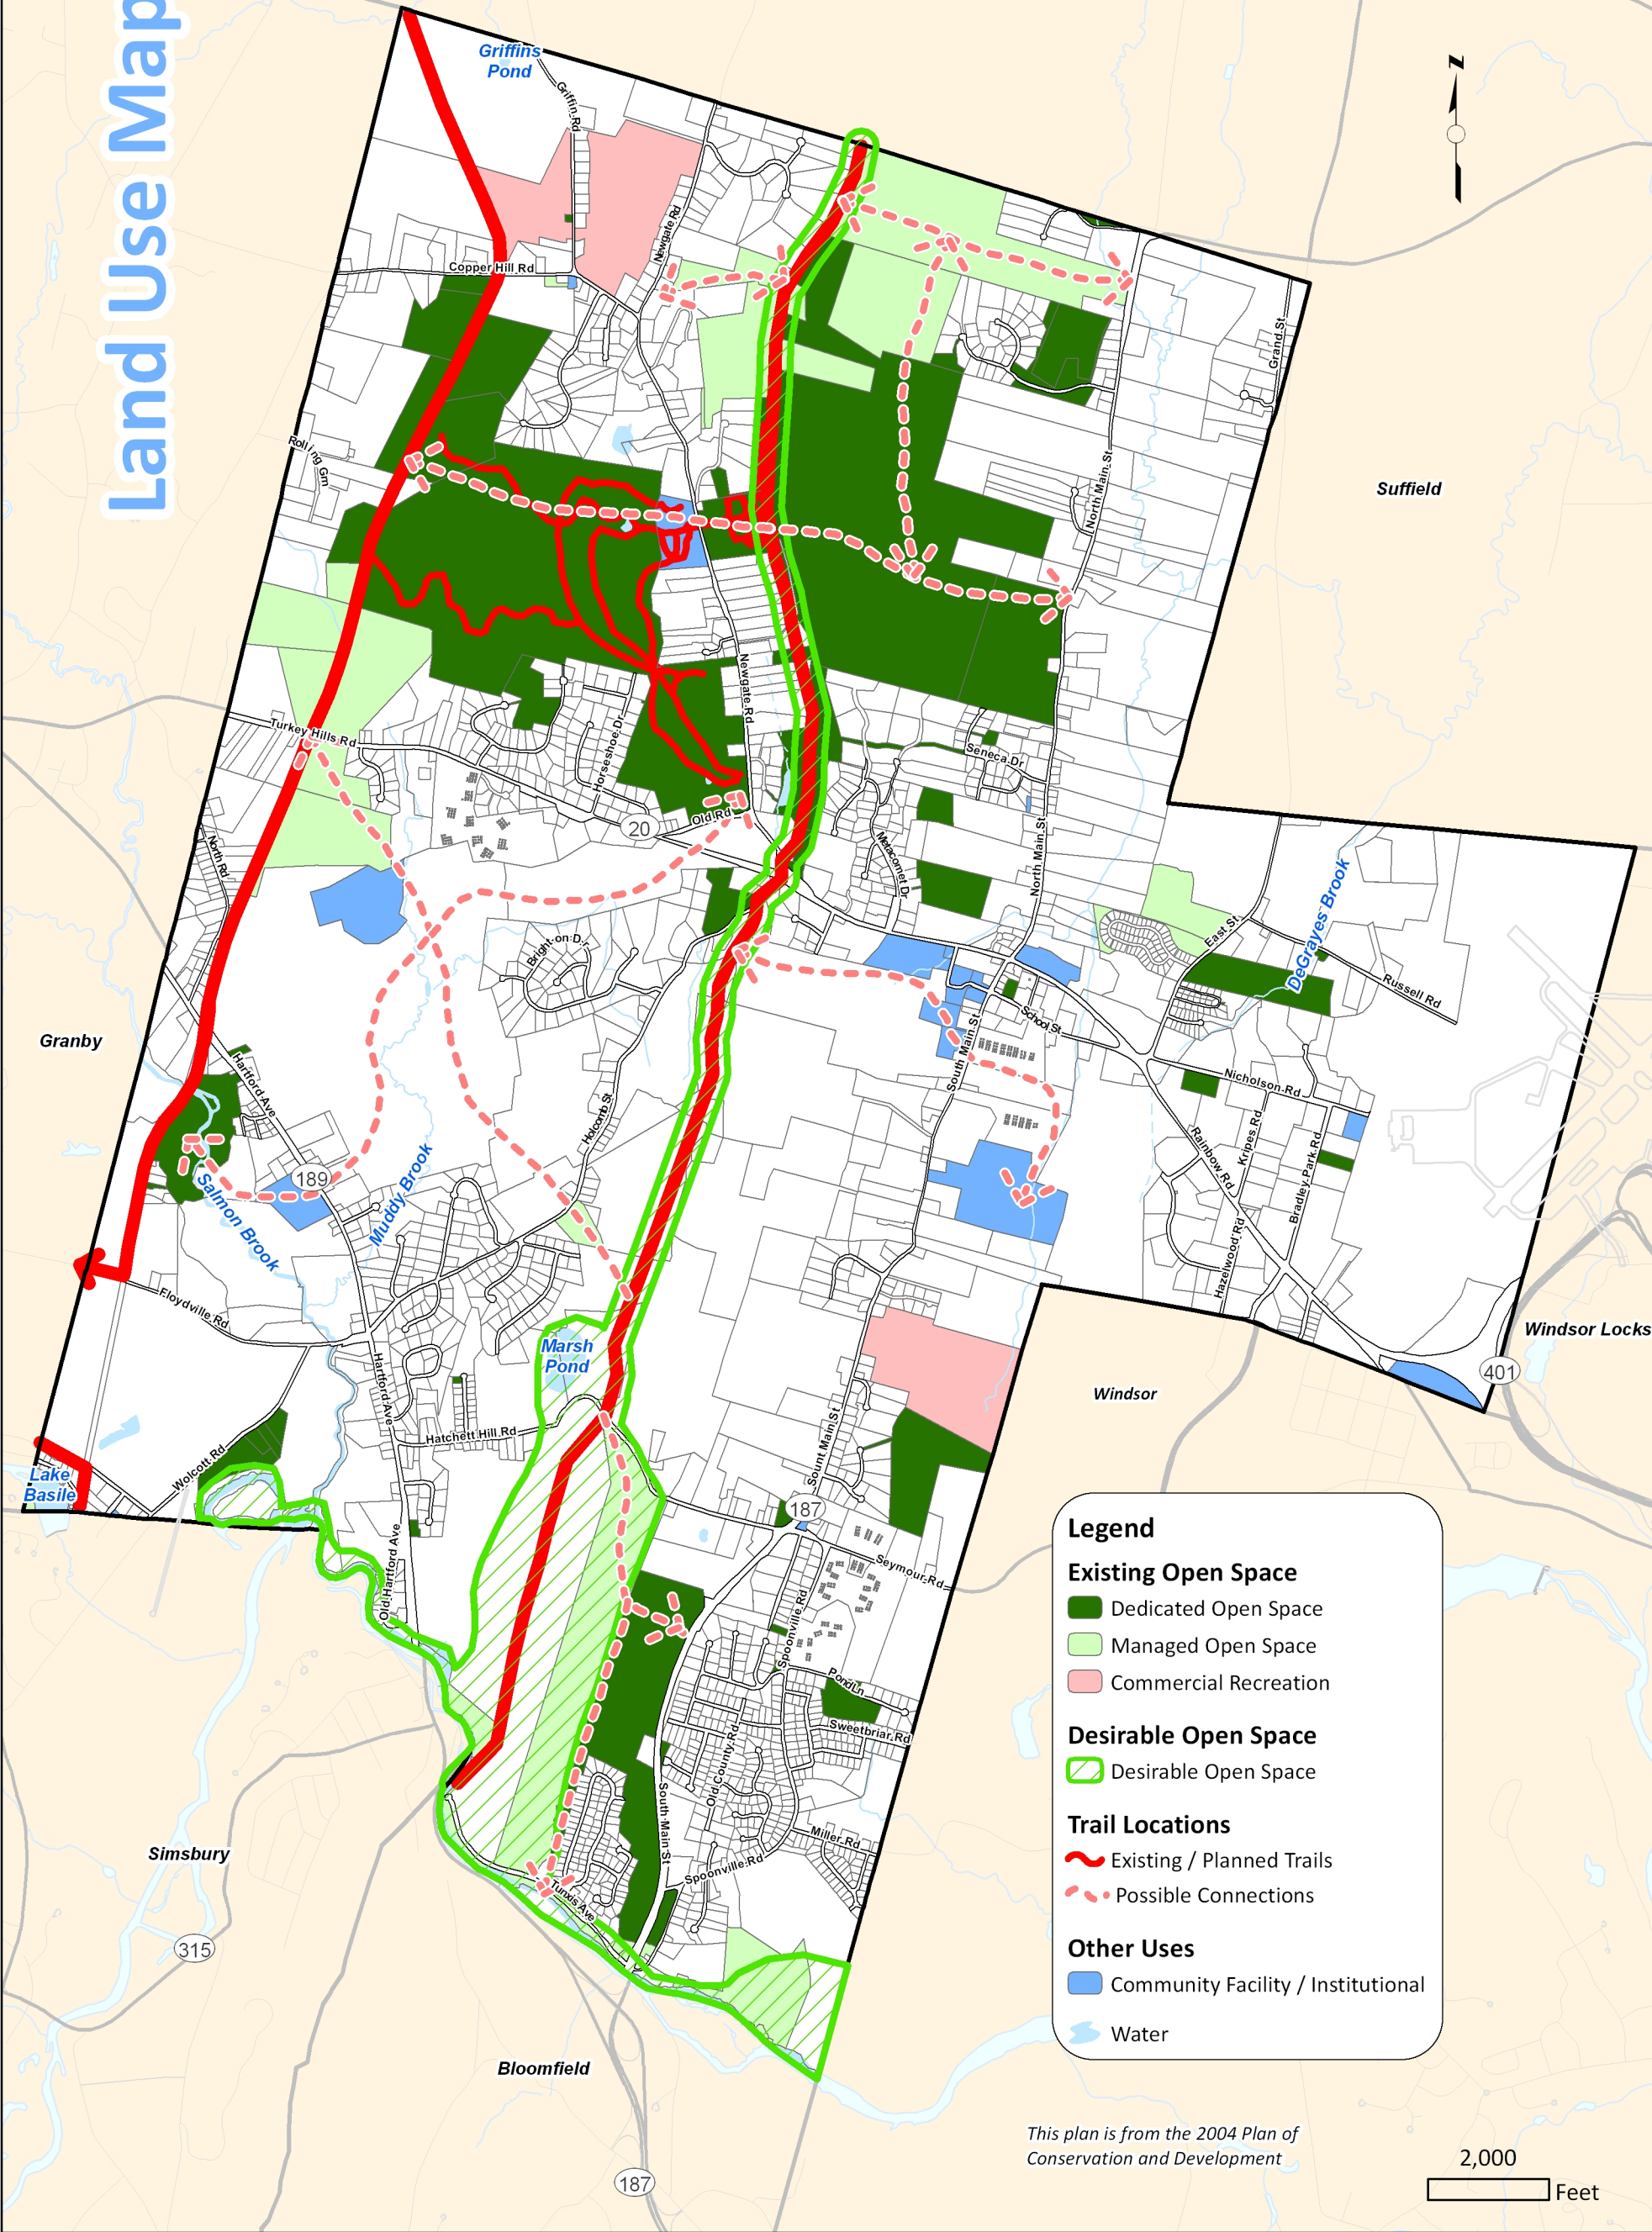 Land Use Map
Griffins
Pond
Griffin Rd
N
Newgate Rd
Copper Hill Rd
Grand St
Rolling Grn
North Main St
Suffield
Newgate Rd
Turkey Hills Rd
Horseshoe Dr
Seneca Dr
20
Old Rd
North Rd
Metacomet Dr
North Main St
East St
DeGrayes Brook
Russell Rd
Bright-on Dr
School St
South Main St
Granby
Hartford Ave
Nicholson Rd
Holcomb St
Kripes Rd
Rainbow Rd
Bradley Park Rd
189
Salmon Brook
Muddy Brook
Hazelwood Rd
Floydville Rd
Windsor Locks
Marsh
Pond
401
Hartford Ave
Windsor
Hatchett Hill Rd
Sount Main St
Wolcott Rd
Lake
Basile
187
Old Hartford Ave
Seymour Rd
Spoonville Rd
Pond Ln
Sweetbriar Rd
Old County Rd
South Main St
Miller Rd
Simsbury
Spoonville Rd
Tunxis Ave
315
Bloomfield
187
Legend
Existing Open Space
Dedicated Open Space
Managed Open Space
Commercial Recreation
Desirable Open Space
Desirable Open Space
Trail Locations
Existing / Planned Trails
Possible Connections
Other Uses
Community Facility / Institutional
Water
This plan is from the 2004 Plan of
Conservation and Development
2,000
Feet